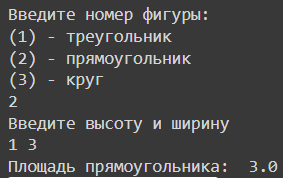 Введите номер фигуры:
(1) - треугольник
(2) - прямоугольник
(3) - круг
2
Введите высоту и ширину
1 3
Площадь прямоугольника:  3.0